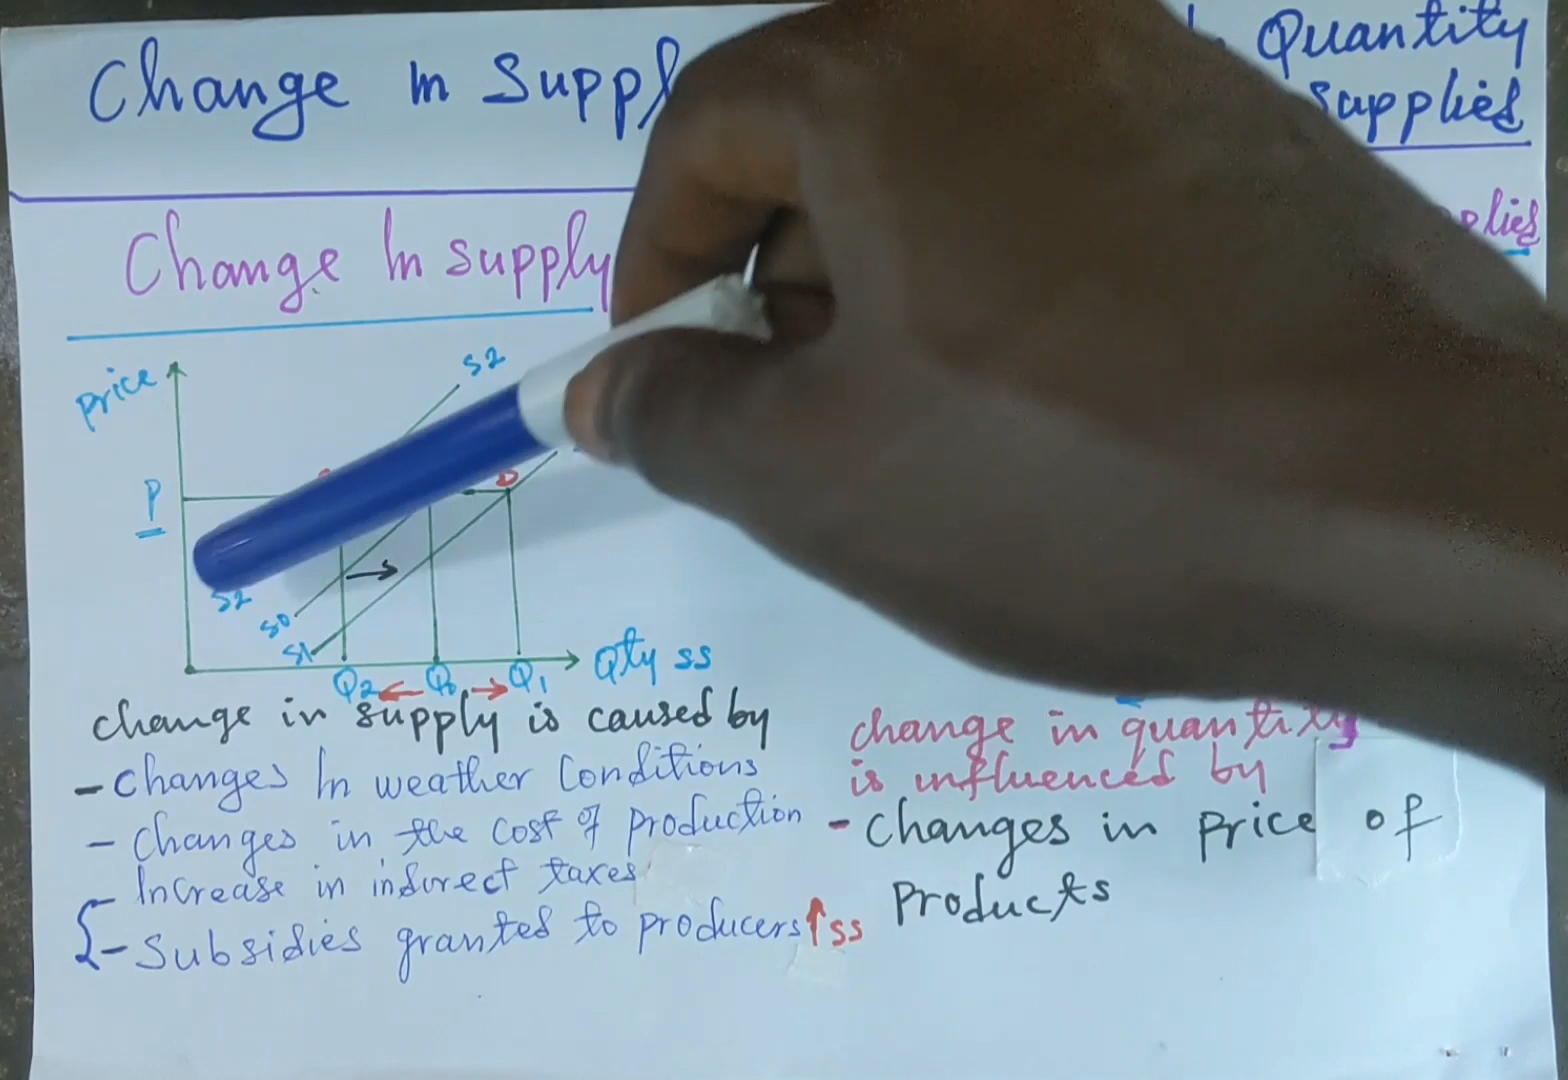 Change in Suppl
Quantity
supplied
Change In supply
plied
price
S2
P
D
S2
S0
S1
Q2 Q0 Q1
Qty ss
change in supply is caused by
- changes In weather Conditions
- changes in the cost of production
- Increase in indirect taxes
- Subsidies granted to producers ↑ss
change in quantity
is influenced by
- changes in price of
products